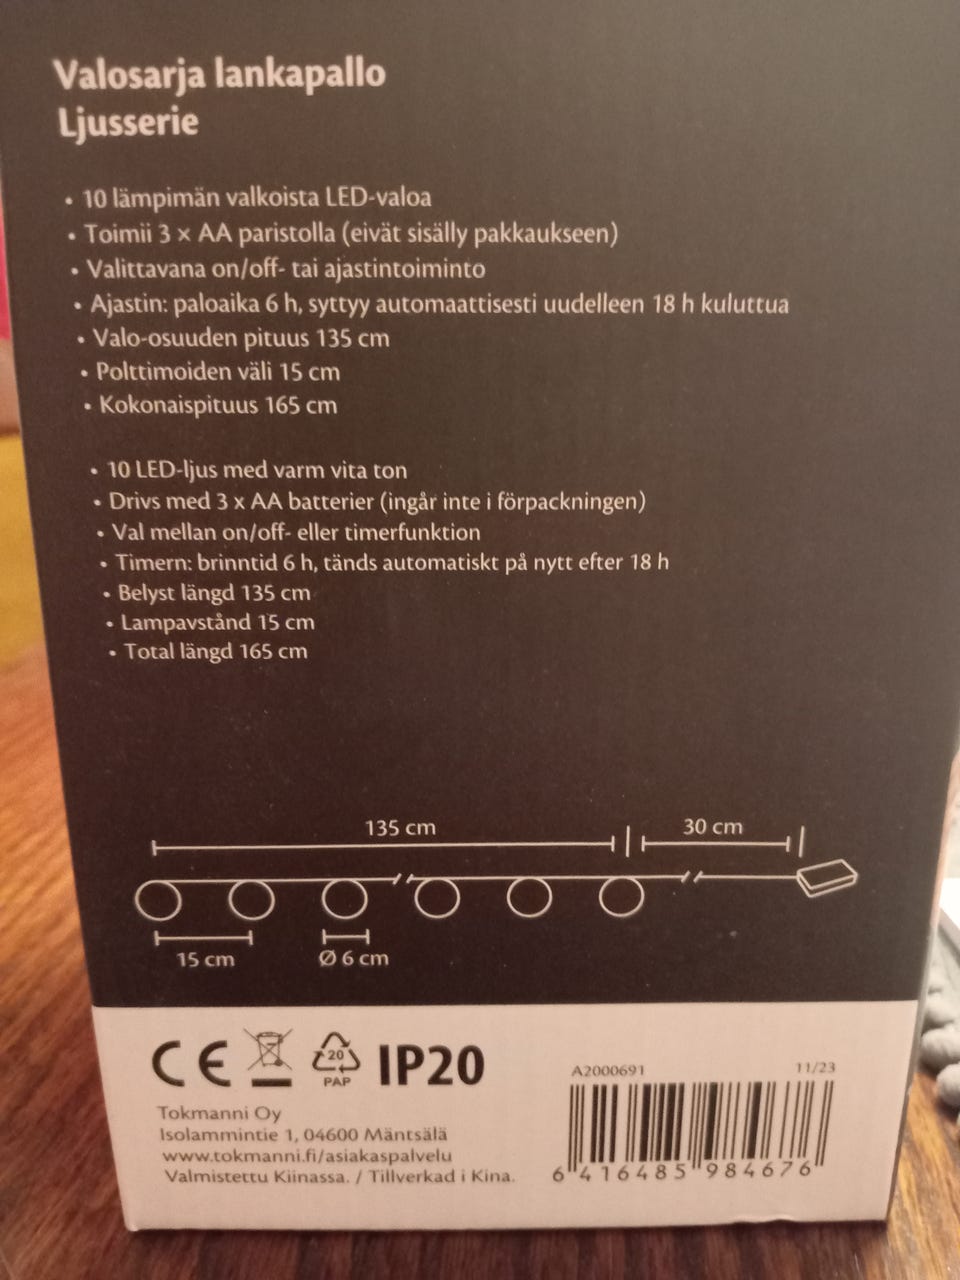 Valosarja lankapallo
Ljusserie
• 10 lämpimän valkoista LED-valoa
• Toimii 3 × AA paristolla (eivät sisälly pakkaukseen)
• Valittavana on/off- tai ajastintoiminto
• Ajastin: paloaika 6 h, syttyy automaattisesti uudelleen 18 h kuluttua
• Valo-osuuden pituus 135 cm
• Polttimoiden väli 15 cm
• Kokonaispituus 165 cm
• 10 LED-ljus med varm vita ton
• Drivs med 3 x AA batterier (ingår inte i förpackningen)
• Val mellan on/off- eller timerfunktion
• Timern: brinntid 6 h, tänds automatiskt på nytt efter 18 h
• Belyst längd 135 cm
• Lampavstånd 15 cm
• Total längd 165 cm
135 cm 30 cm
15 cm Ø 6 cm
CE 20 PAP IP20
Tokmanni Oy
Isolammintie 1, 04600 Mäntsälä
www.tokmanni.fi/asiakaspalvelu
Valmistettu Kiinassa. / Tillverkad i Kina.
A2000691 11/23
6 416485 984676